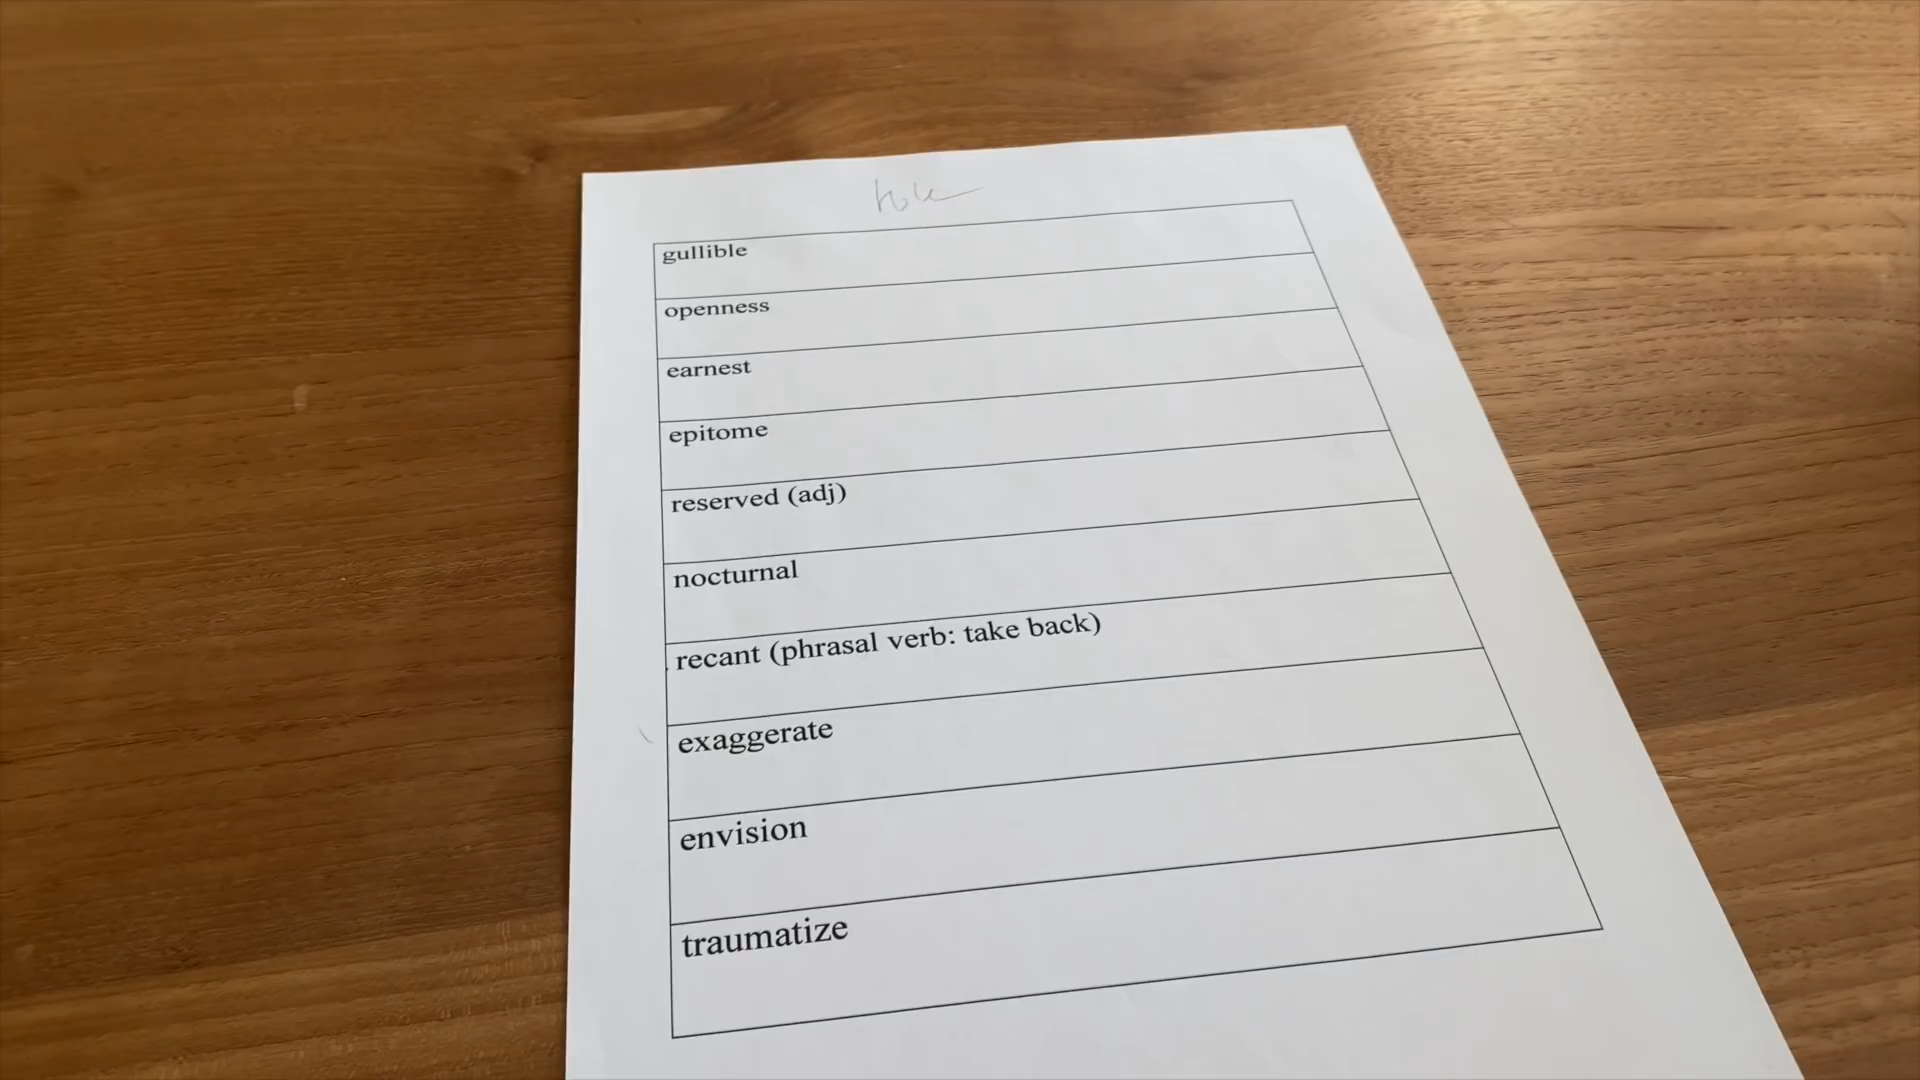 gullible
openness
earnest
epitome
reserved (adj)
nocturnal
recant (phrasal verb: take back)
exaggerate
envision
traumatize